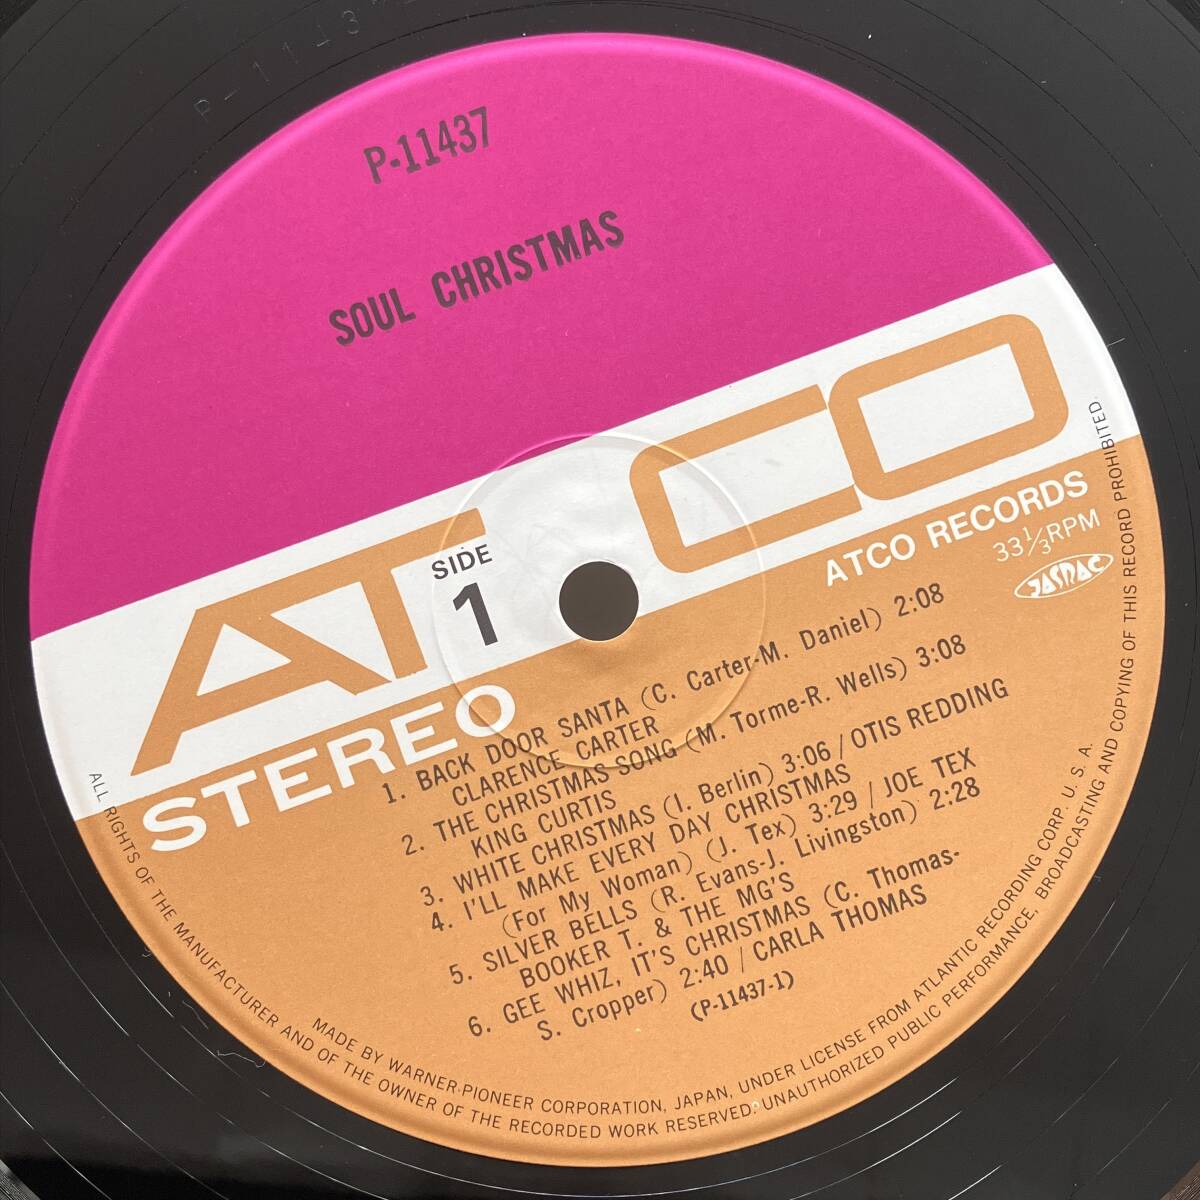 P-11437
P-11437
SOUL CHRISTMAS
ATCO
SIDE
1
STEREO
ATCO RECORDS
33 1/3 RPM
JASRAC
1. BACK DOOR SANTA (C. Carter-M. Daniel) 2:08
CLARENCE CARTER
2. THE CHRISTMAS SONG (M. Torme-R. Wells) 3:08
KING CURTIS
3. WHITE CHRISTMAS (I. Berlin) 3:06 / OTIS REDDING
4. I'LL MAKE EVERY DAY CHRISTMAS
(For My Woman) (J. Tex) 3:29 / JOE TEX
5. SILVER BELLS (R. Evans-J. Livingston) 2:28
BOOKER T. & THE MG'S
6. GEE WHIZ, IT'S CHRISTMAS (C. Thomas-
S. Cropper) 2:40 / CARLA THOMAS
(P-11437-1)
MADE BY WARNER-PIONEER CORPORATION, JAPAN, UNDER LICENSE FROM ATLANTIC RECORDING CORP. U. S. A.
ALL RIGHTS OF THE MANUFACTURER AND OF THE OWNER OF THE RECORDED WORK RESERVED. UNAUTHORIZED PUBLIC PERFORMANCE, BROADCASTING AND COPYING OF THIS RECORD PROHIBITED.